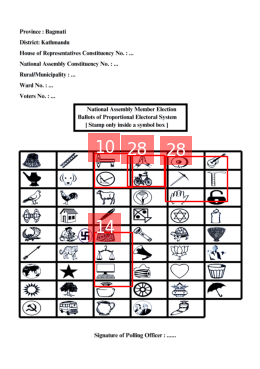 Province : Bagmati
District: Kathmandu
House of Representatives Constituency No. : ...
National Assembly Constituency No. : ...
Rural/Municipality : ...
Ward No. : ...
Voters No. : ...
National Assembly Member Election
Ballots of Proportional Electoral System
[ Stamp only inside a symbol box ]
10 28 28
14
Signature of Polling Officer : ......